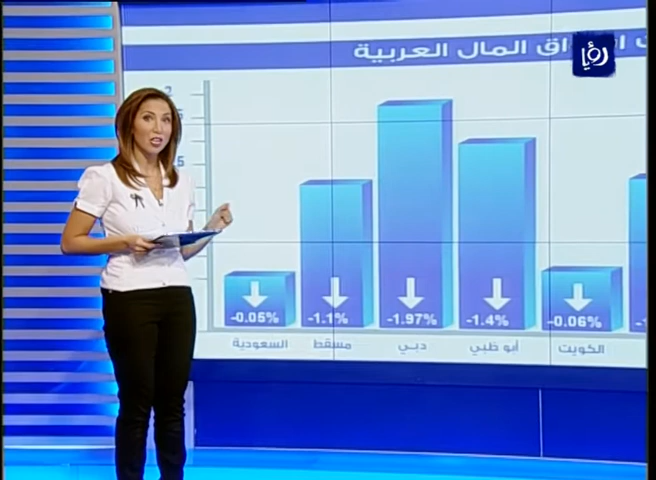 رؤيا
المال العربية
2
-0.05%
-1.1%
-1.97%
-1.4%
-0.06%
السعودية
مسقط
دبي
أبو ظبي
الكويت